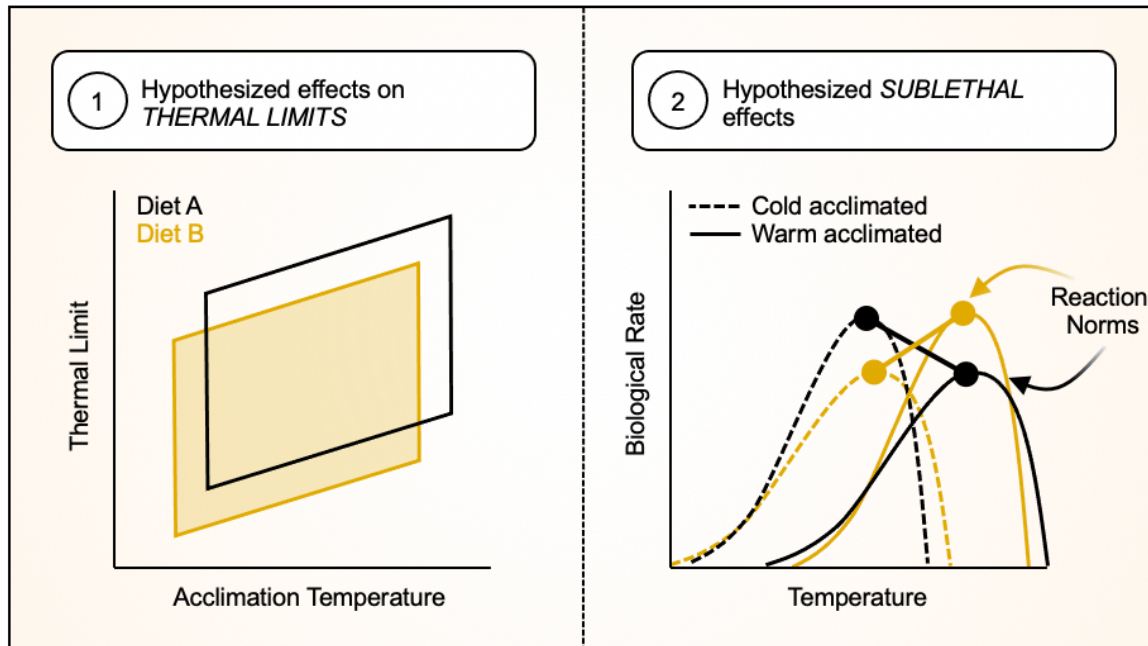 1
Hypothesized effects on
THERMAL LIMITS
Diet A
Diet B
Thermal Limit
Acclimation Temperature
2
Hypothesized SUBLETHAL
effects
Cold acclimated
Warm acclimated
Reaction
Norms
Biological Rate
Temperature